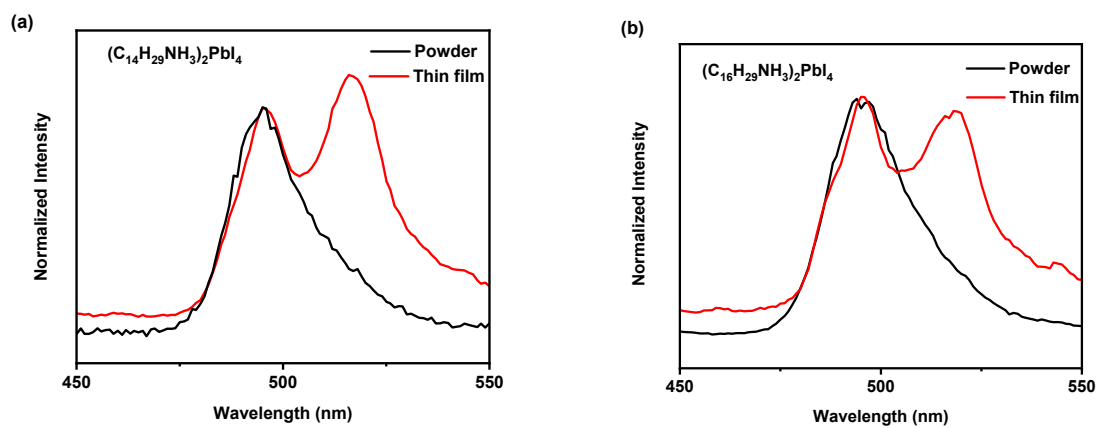 (a)
(C14H29NH3)2PbI4
Powder
Thin film
Normalized Intensity
450
500
550
Wavelength (nm)
(b)
(C16H29NH3)2PbI4
Powder
Thin film
Normalized Intensity
450
500
550
Wavelength (nm)